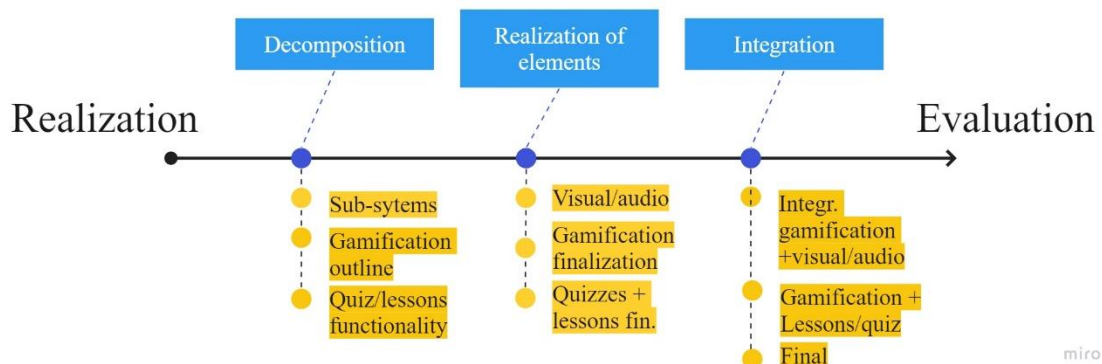 Decomposition
Realization of
elements
Integration
Realization
Evaluation
Sub-sytems
Gamification
outline
Quiz/lessons
functionality
Visual/audio
Gamification
finalization
Quizzes +
lessons fin.
Integr.
gamification
+visual/audio
Gamification +
Lessons/quiz
Final
miro